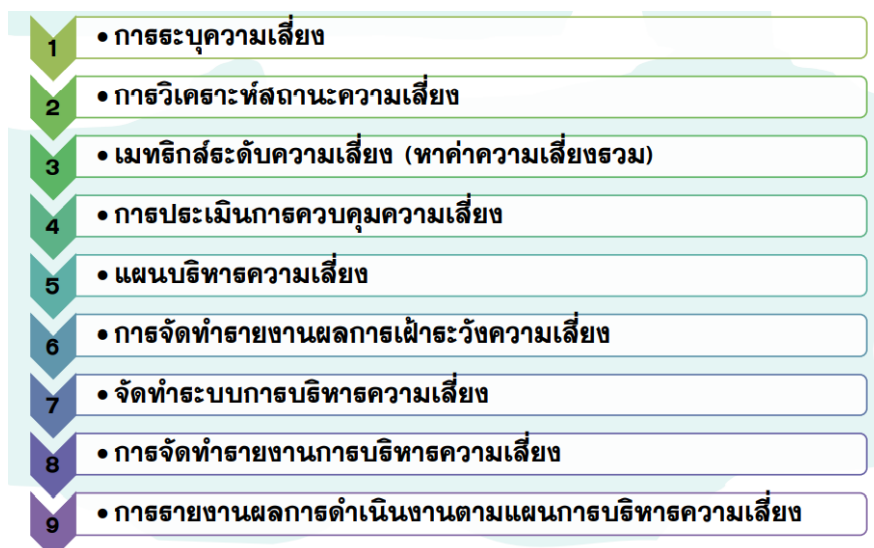 1 • การระบุความเสี่ยง
2 • การวิเคราะห์สถานะความเสี่ยง
3 • เมทริกส์ระดับความเสี่ยง (หาค่าความเสี่ยงรวม)
4 • การประเมินการควบคุมความเสี่ยง
5 • แผนบริหารความเสี่ยง
6 • การจัดทำรายงานผลการเฝ้าระวังความเสี่ยง
7 • จัดทำระบบการบริหารความเสี่ยง
8 • การจัดทำรายงานการบริหารความเสี่ยง
9 • การรายงานผลการดำเนินงานตามแผนการบริหารความเสี่ยง